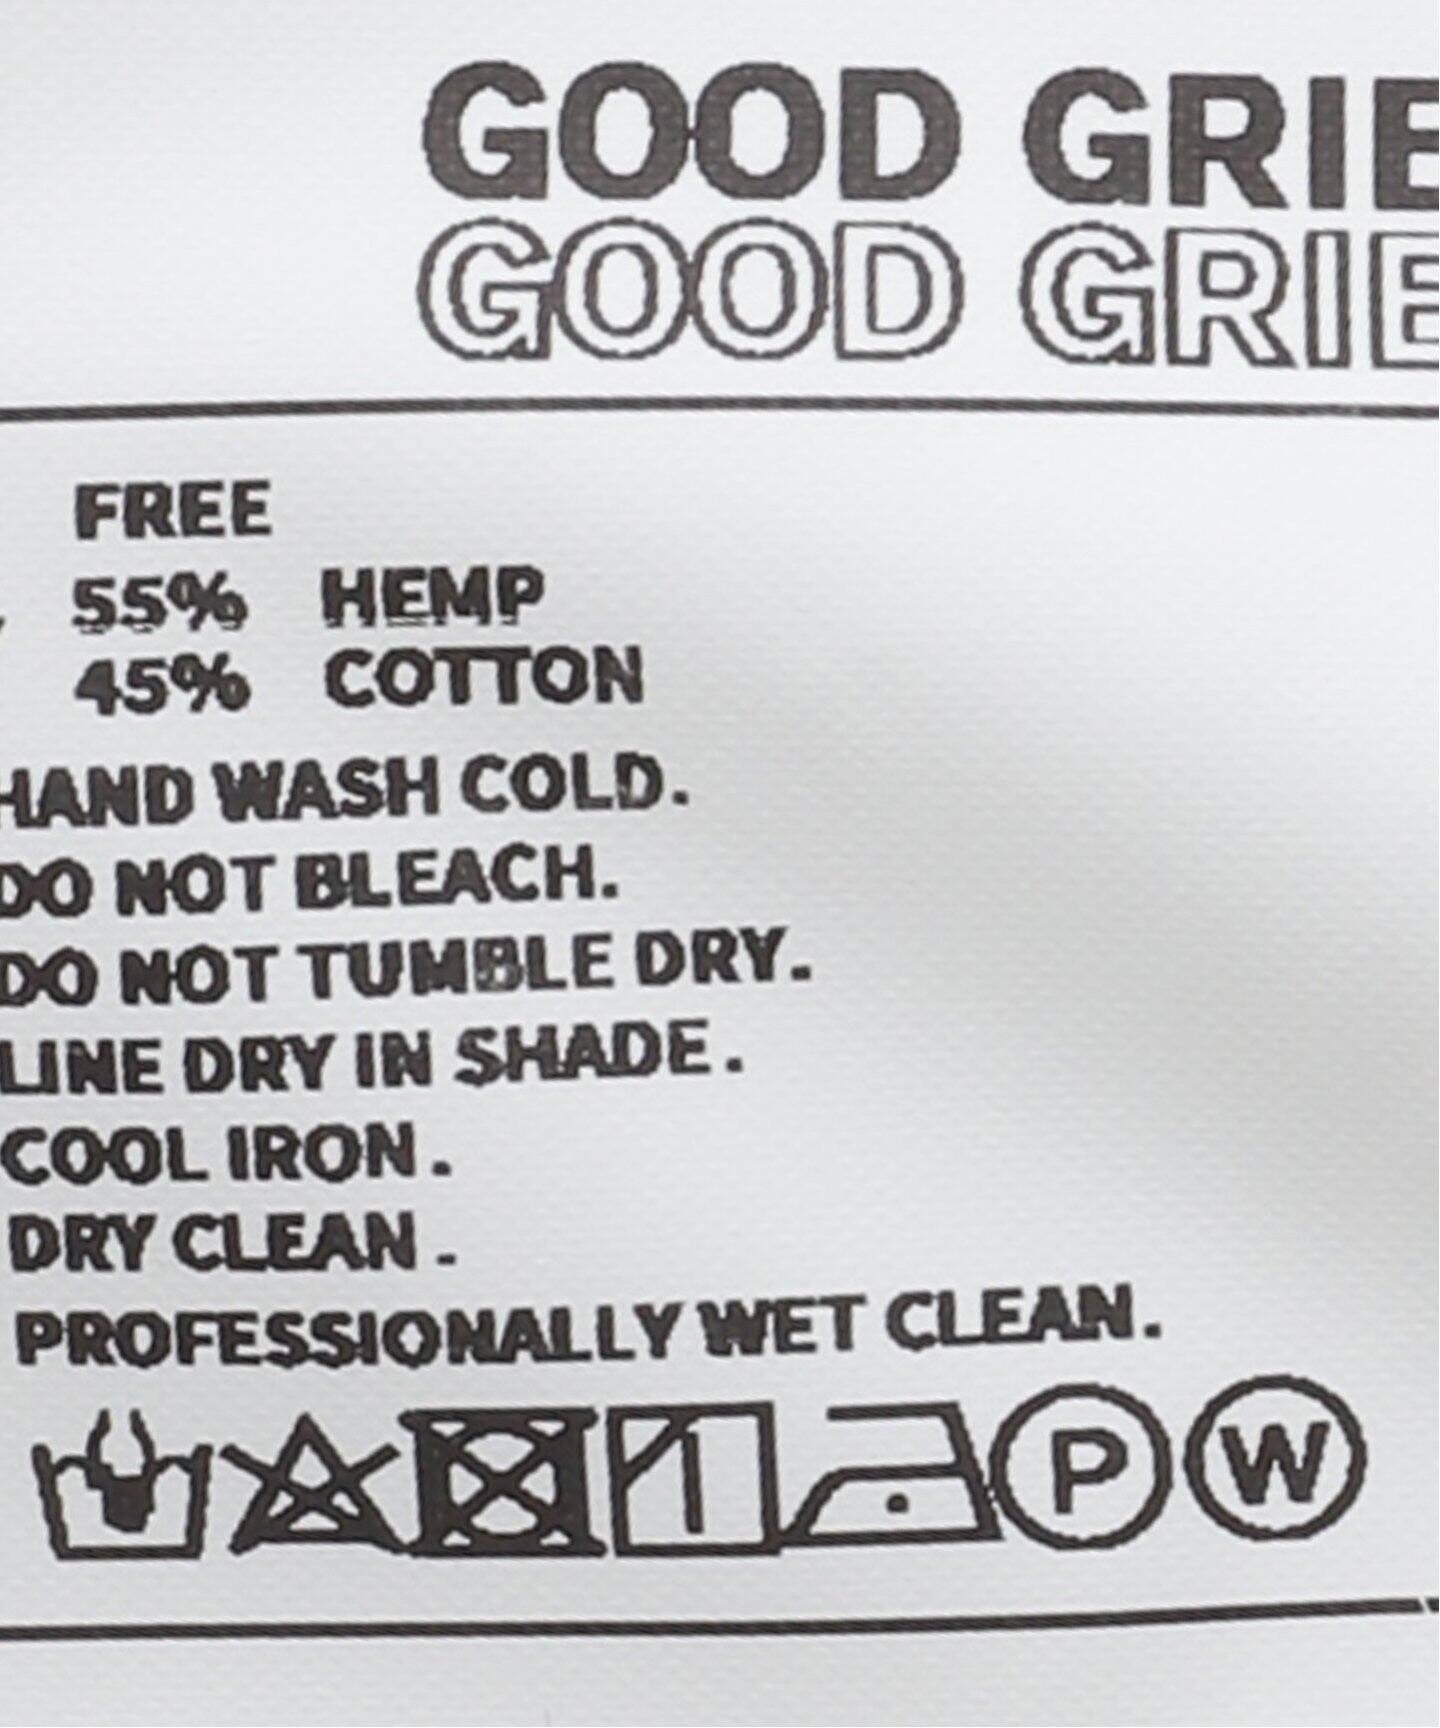 GOOD GRIE
GOOD GRIE
FREE
55% HEMP
45% COTTON
HAND WASH COLD.
DO NOT BLEACH.
DO NOT TUMBLE DRY.
LINE DRY IN SHADE.
COOL IRON.
DRY CLEAN.
PROFESSIONALLY WET CLEAN.
P W